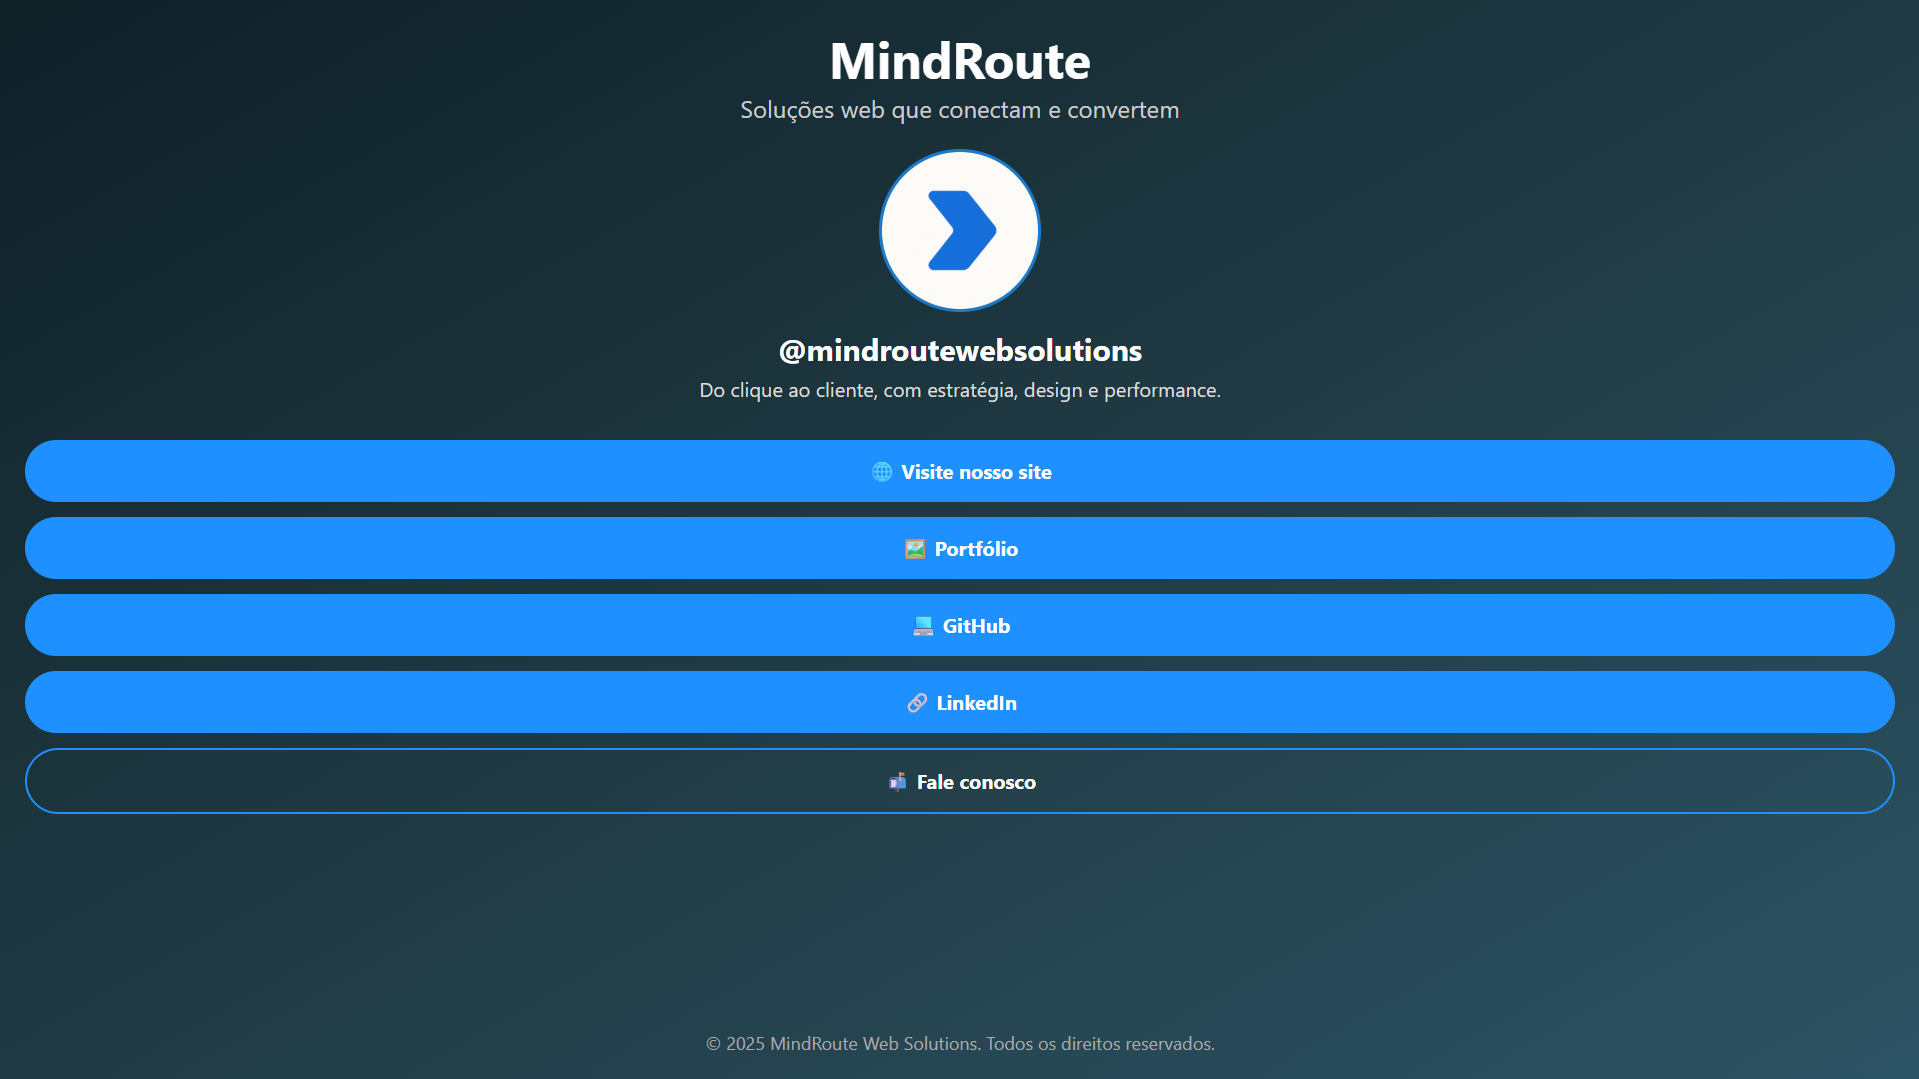 MindRoute
Soluções web que conectam e convertem
@mindroutewebsolutions
Do clique ao cliente, com estratégia, design e performance.
🌐 Visite nosso site
🖼️ Portfólio
💻 GitHub
🔗 LinkedIn
📬 Fale conosco
© 2025 MindRoute Web Solutions. Todos os direitos reservados.